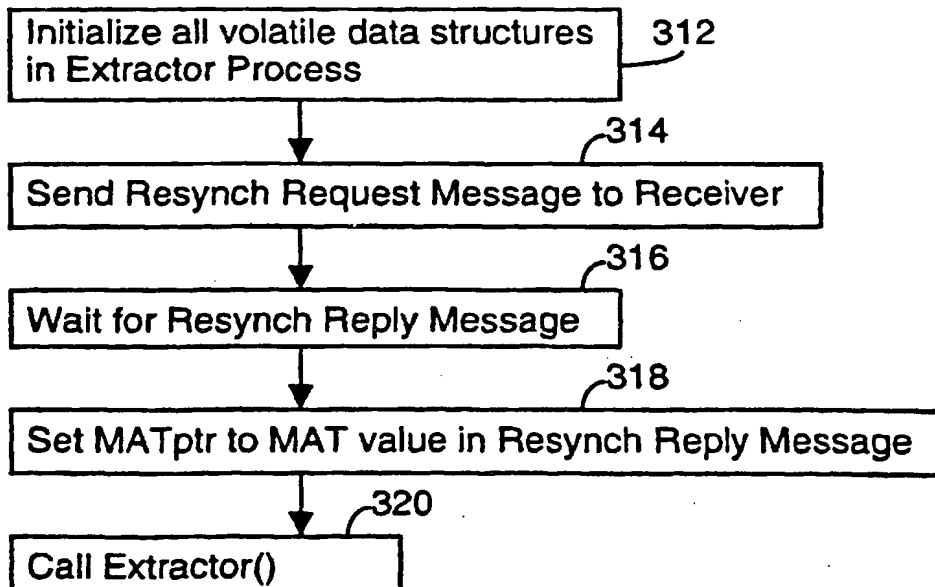 Initialize all volatile data structures
in Extractor Process
312
314
Send Resynch Request Message to Receiver
316
Wait for Resynch Reply Message
318
Set MATptr to MAT value in Resynch Reply Message
320
Call Extractor()